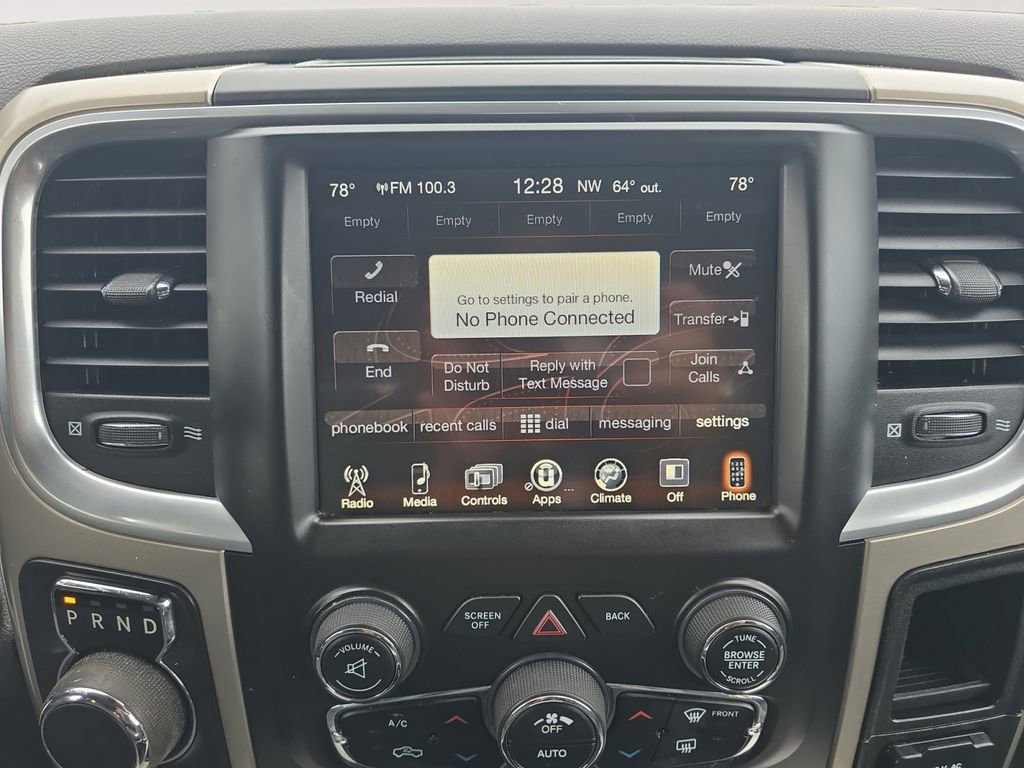 78° FM 100.3 12:28 NW 64° out. 78°
Empty Empty Empty Empty Empty
Redial
Go to settings to pair a phone.
No Phone Connected
Mute
Transfer
End
Do Not
Disturb
Reply with
Text Message
Join
Calls
phonebook recent calls dial messaging settings
Radio Media Controls Apps Climate Off Phone
P R N D
VOLUME
SCREEN
OFF
BACK
TUNE
BROWSE
ENTER
SCROLL
A/C
OFF
AUTO
FRONT